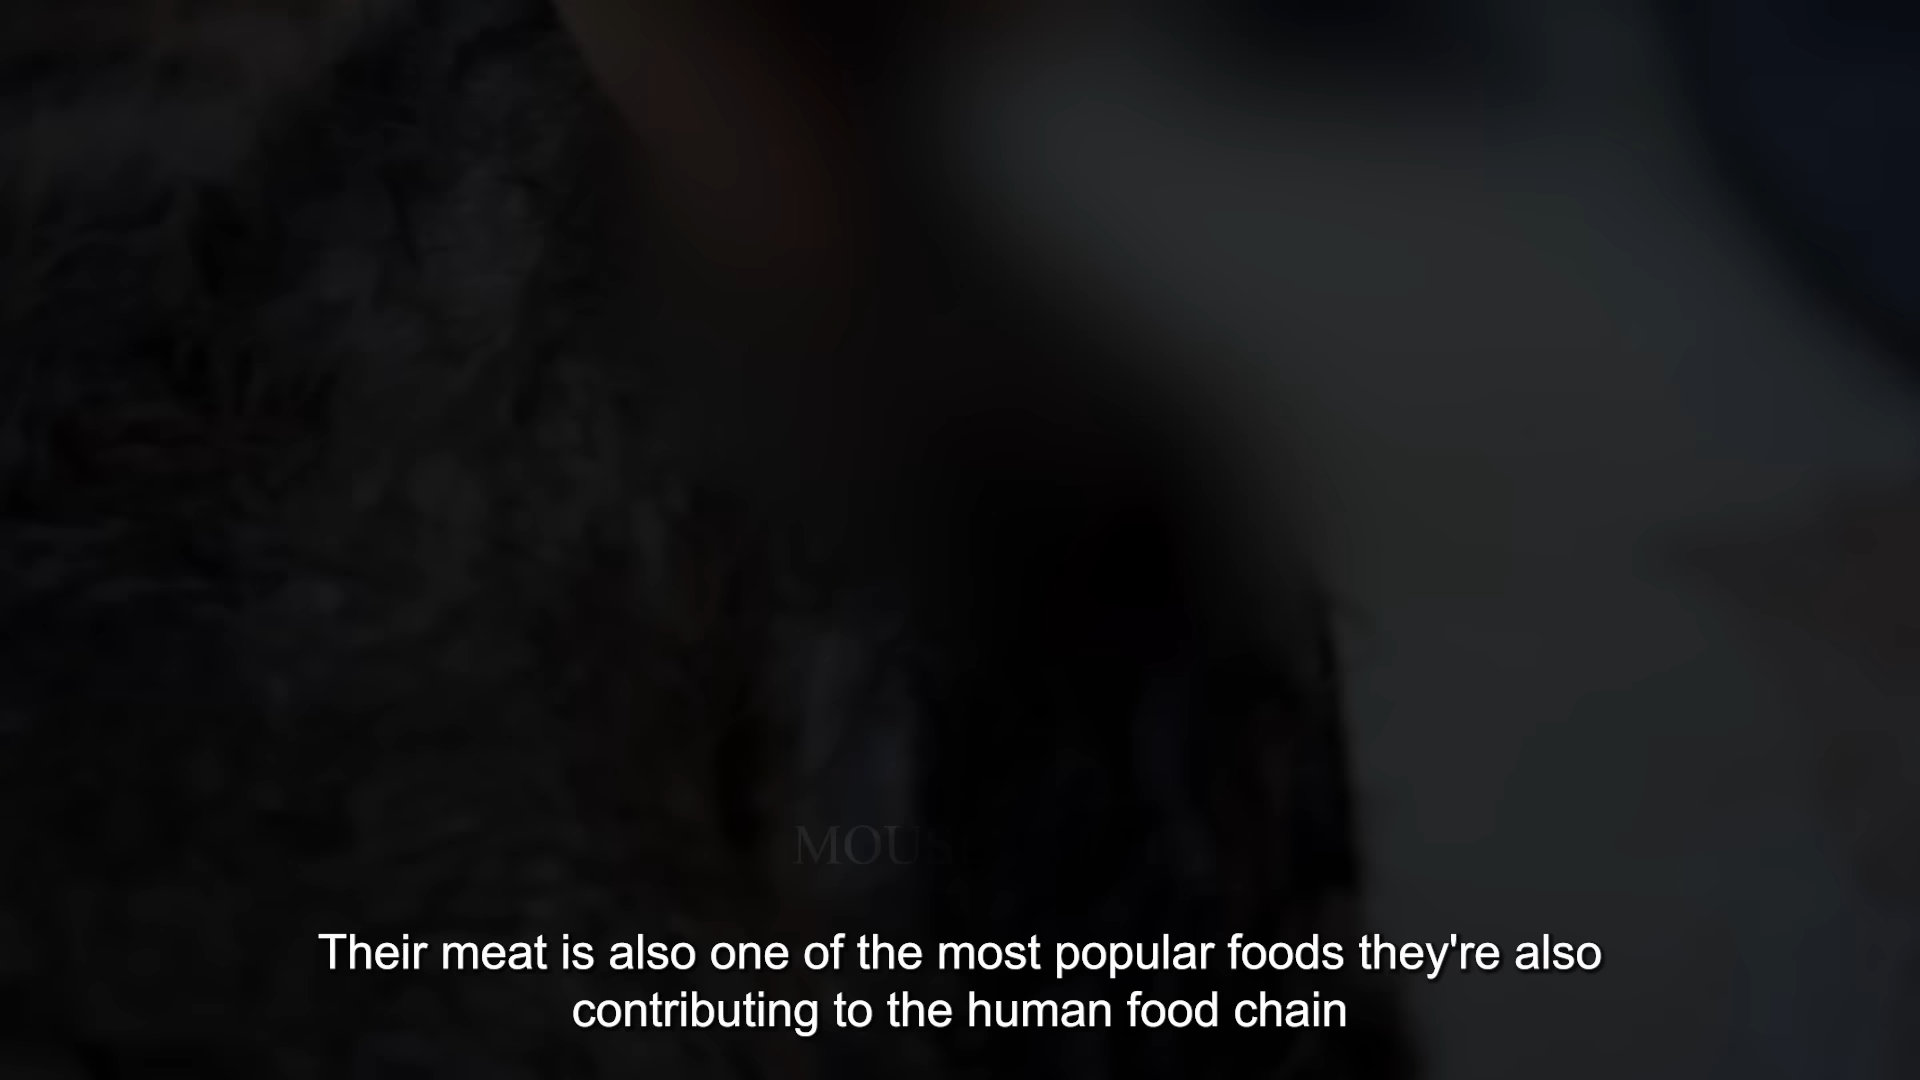 Their meat is also one of the most popular foods they're also
contributing to the human food chain